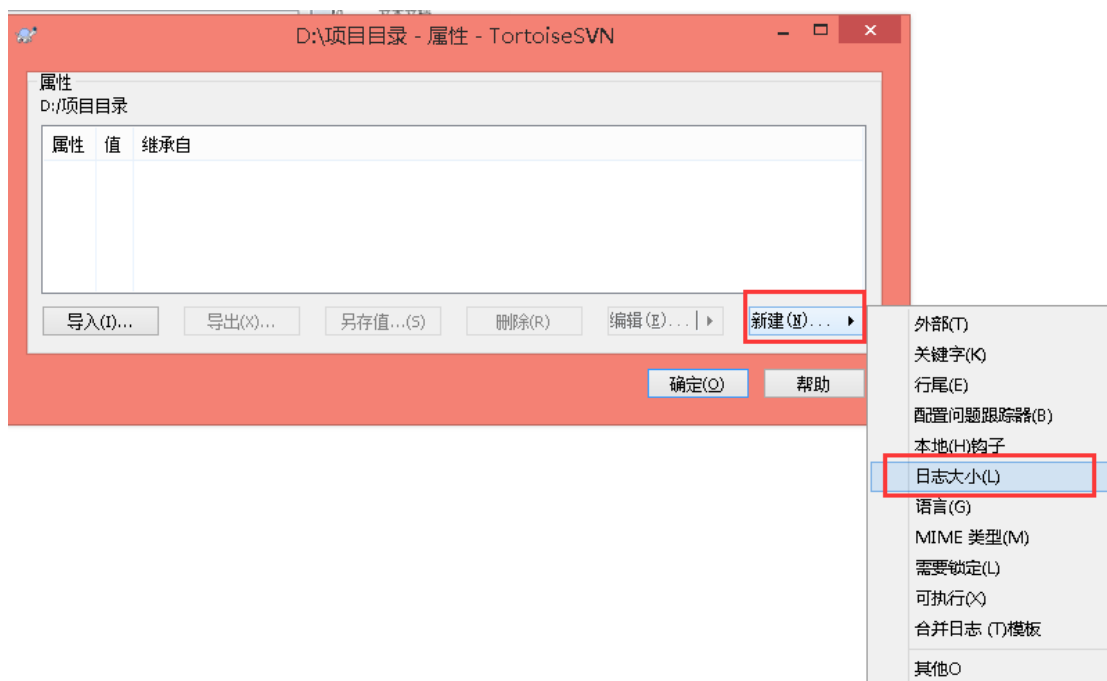 D:\项目目录 - 属性 - TortoiseSVN
属性
D:/项目目录
属性 值 继承自
导入(I)... 导出(X)... 另存值...(S) 删除(R) 编辑(E)... 新建(N)...
确定(O) 帮助
外部(T)
关键字(K)
行尾(E)
配置问题跟踪器(B)
本地(H)钩子
日志大小(L)
语言(G)
MIME 类型(M)
需要锁定(L)
可执行(X)
合并日志 (T)模板
其他O